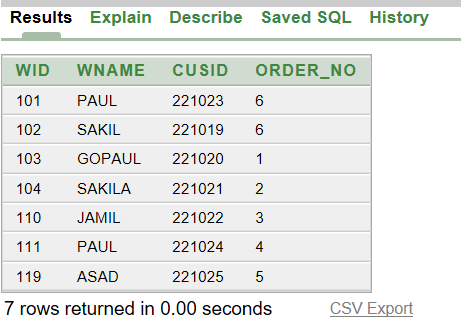 Results Explain Describe Saved SQL History
WID WNAME CUSID ORDER_NO
101 PAUL 221023 6
102 SAKIL 221019 6
103 GOPAUL 221020 1
104 SAKILA 221021 2
110 JAMIL 221022 3
111 PAUL 221024 4
119 ASAD 221025 5
7 rows returned in 0.00 seconds CSV Export